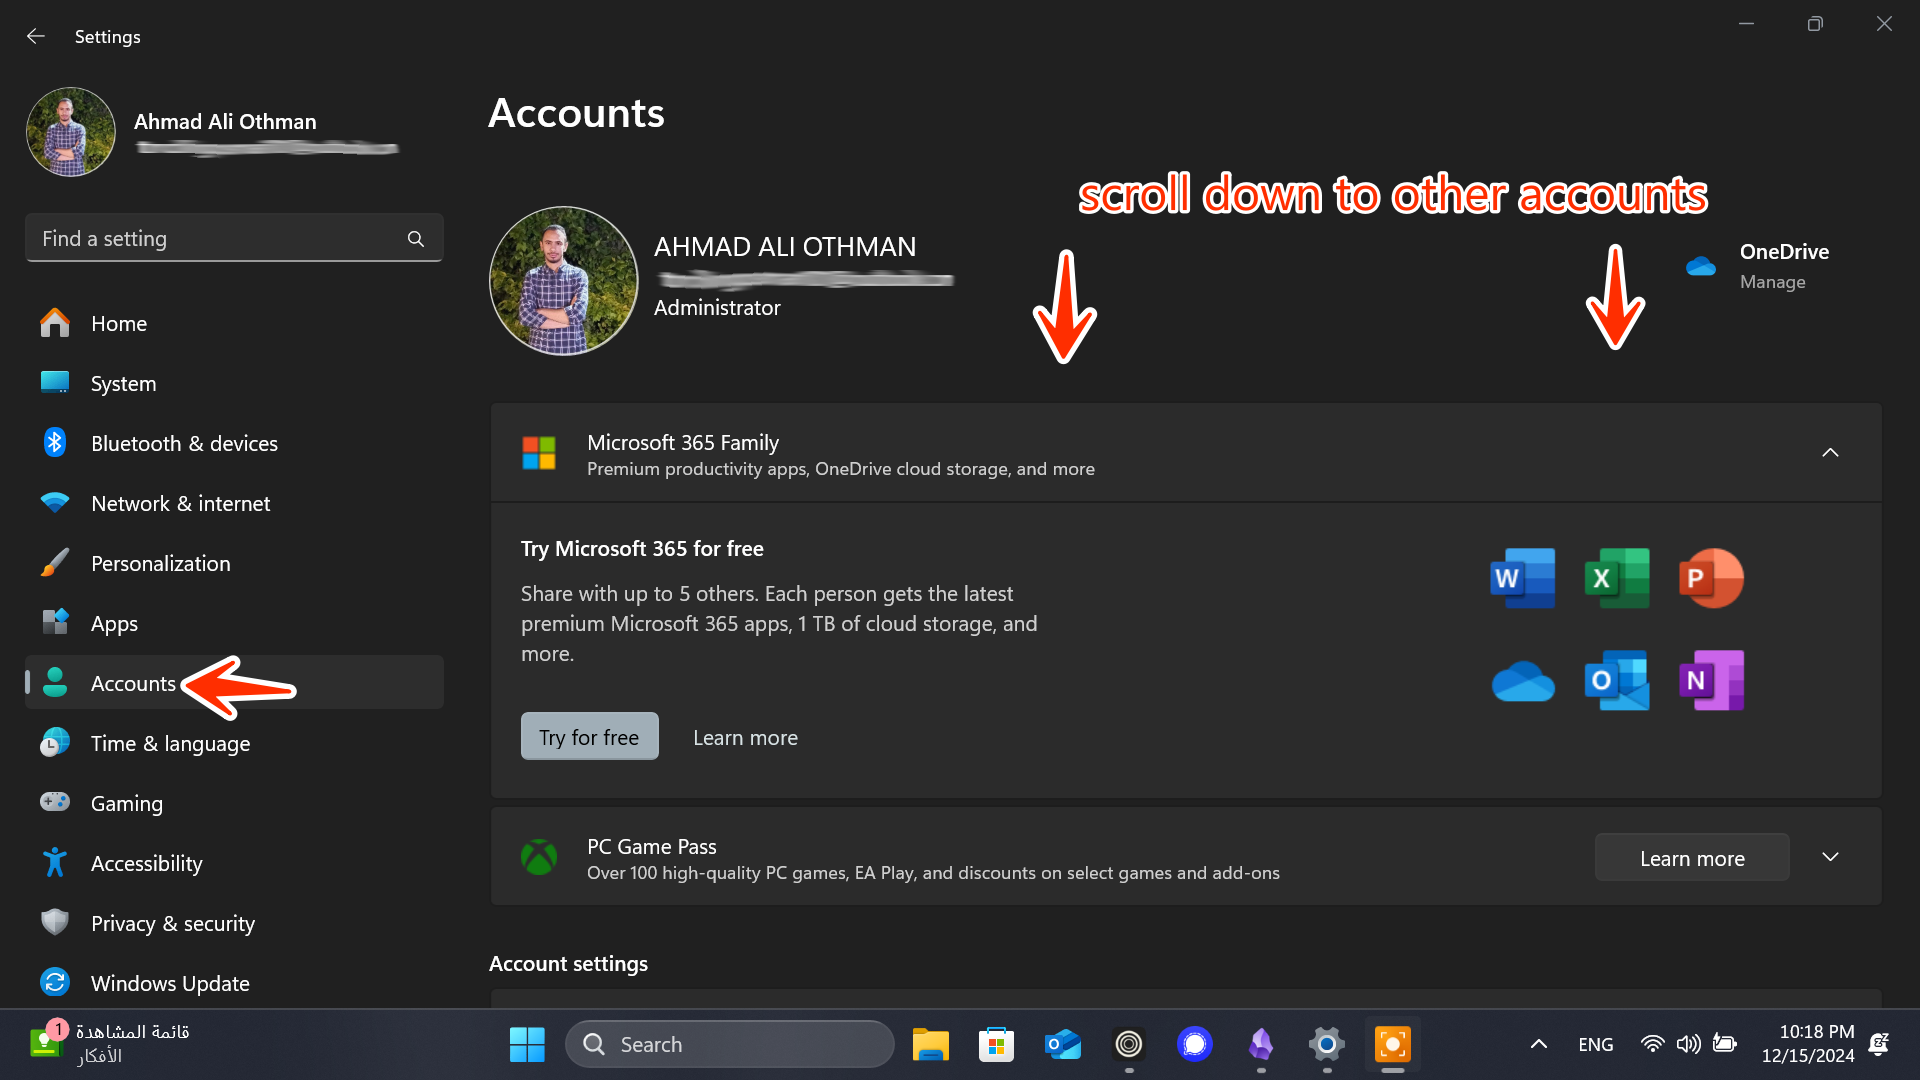 Settings
Ahmad Ali Othman
Find a setting
Home
System
Bluetooth & devices
Network & internet
Personalization
Apps
Accounts
Time & language
Gaming
Accessibility
Privacy & security
Windows Update
Accounts
scroll down to other accounts
AHMAD ALI OTHMAN
Administrator
OneDrive
Manage
Microsoft 365 Family
Premium productivity apps, OneDrive cloud storage, and more
Try Microsoft 365 for free
Share with up to 5 others. Each person gets the latest
premium Microsoft 365 apps, 1 TB of cloud storage, and
more.
Try for free
Learn more
W
X
P
O
N
PC Game Pass
Over 100 high-quality PC games, EA Play, and discounts on select games and add-ons
Learn more
Account settings
1
قائمة المشاهدة
الأفكار
Search
ENG
10:18 PM
12/15/2024